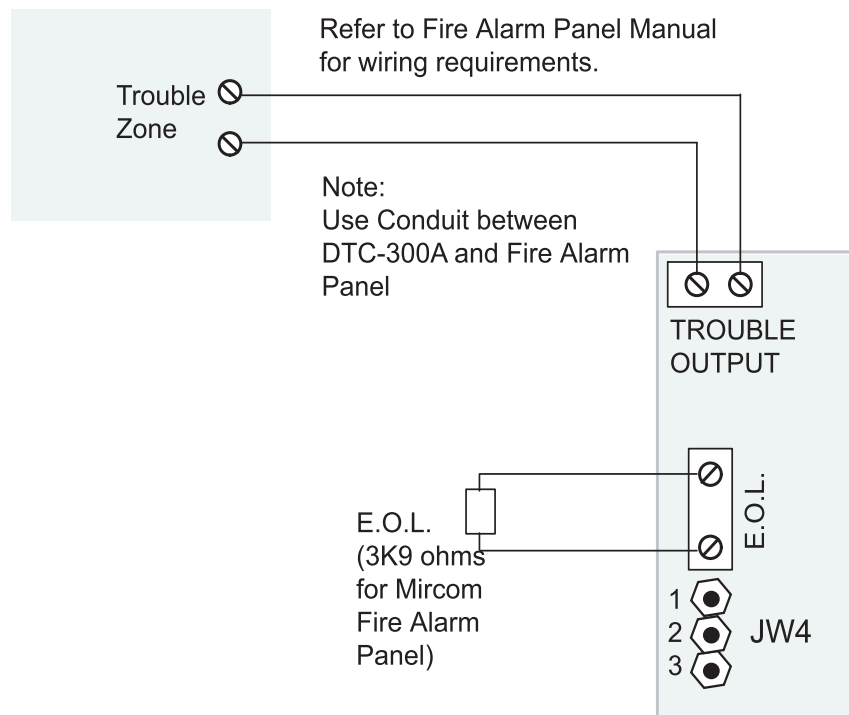 Refer to Fire Alarm Panel Manual
for wiring requirements.
Trouble
Zone
Note:
Use Conduit between
DTC-300A and Fire Alarm
Panel
TROUBLE
OUTPUT
E.O.L.
E.O.L.
(3K9 ohms
for Mircom
Fire Alarm
Panel)
1
2
3
JW4